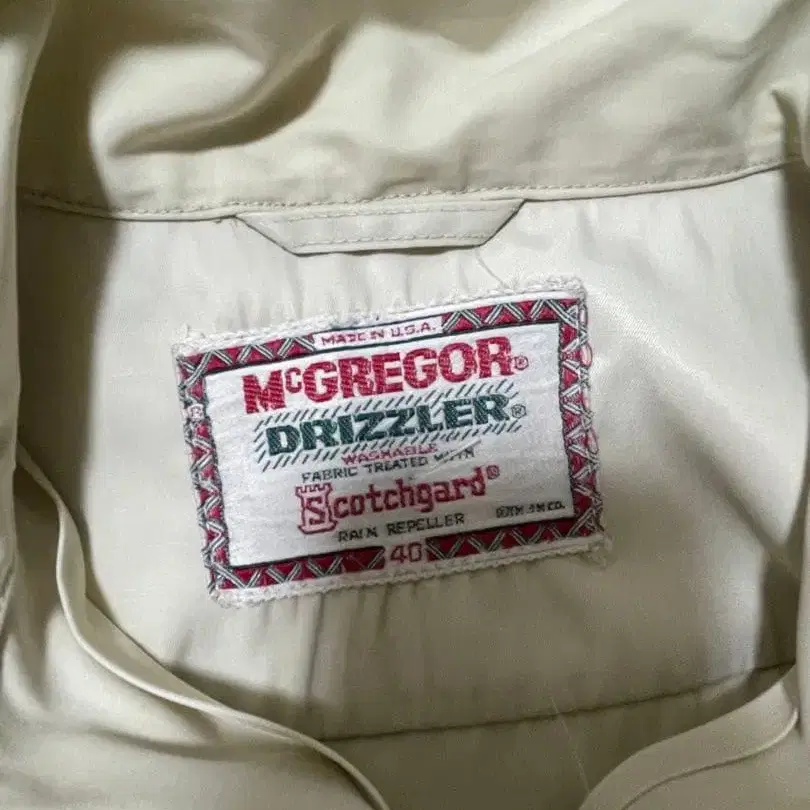 MADE IN U.S.A.
McGREGOR®
DRIZZLER®
WASHABLE
FABRIC TREATED WITH
Scotchgard®
RAIN REPELLER
40